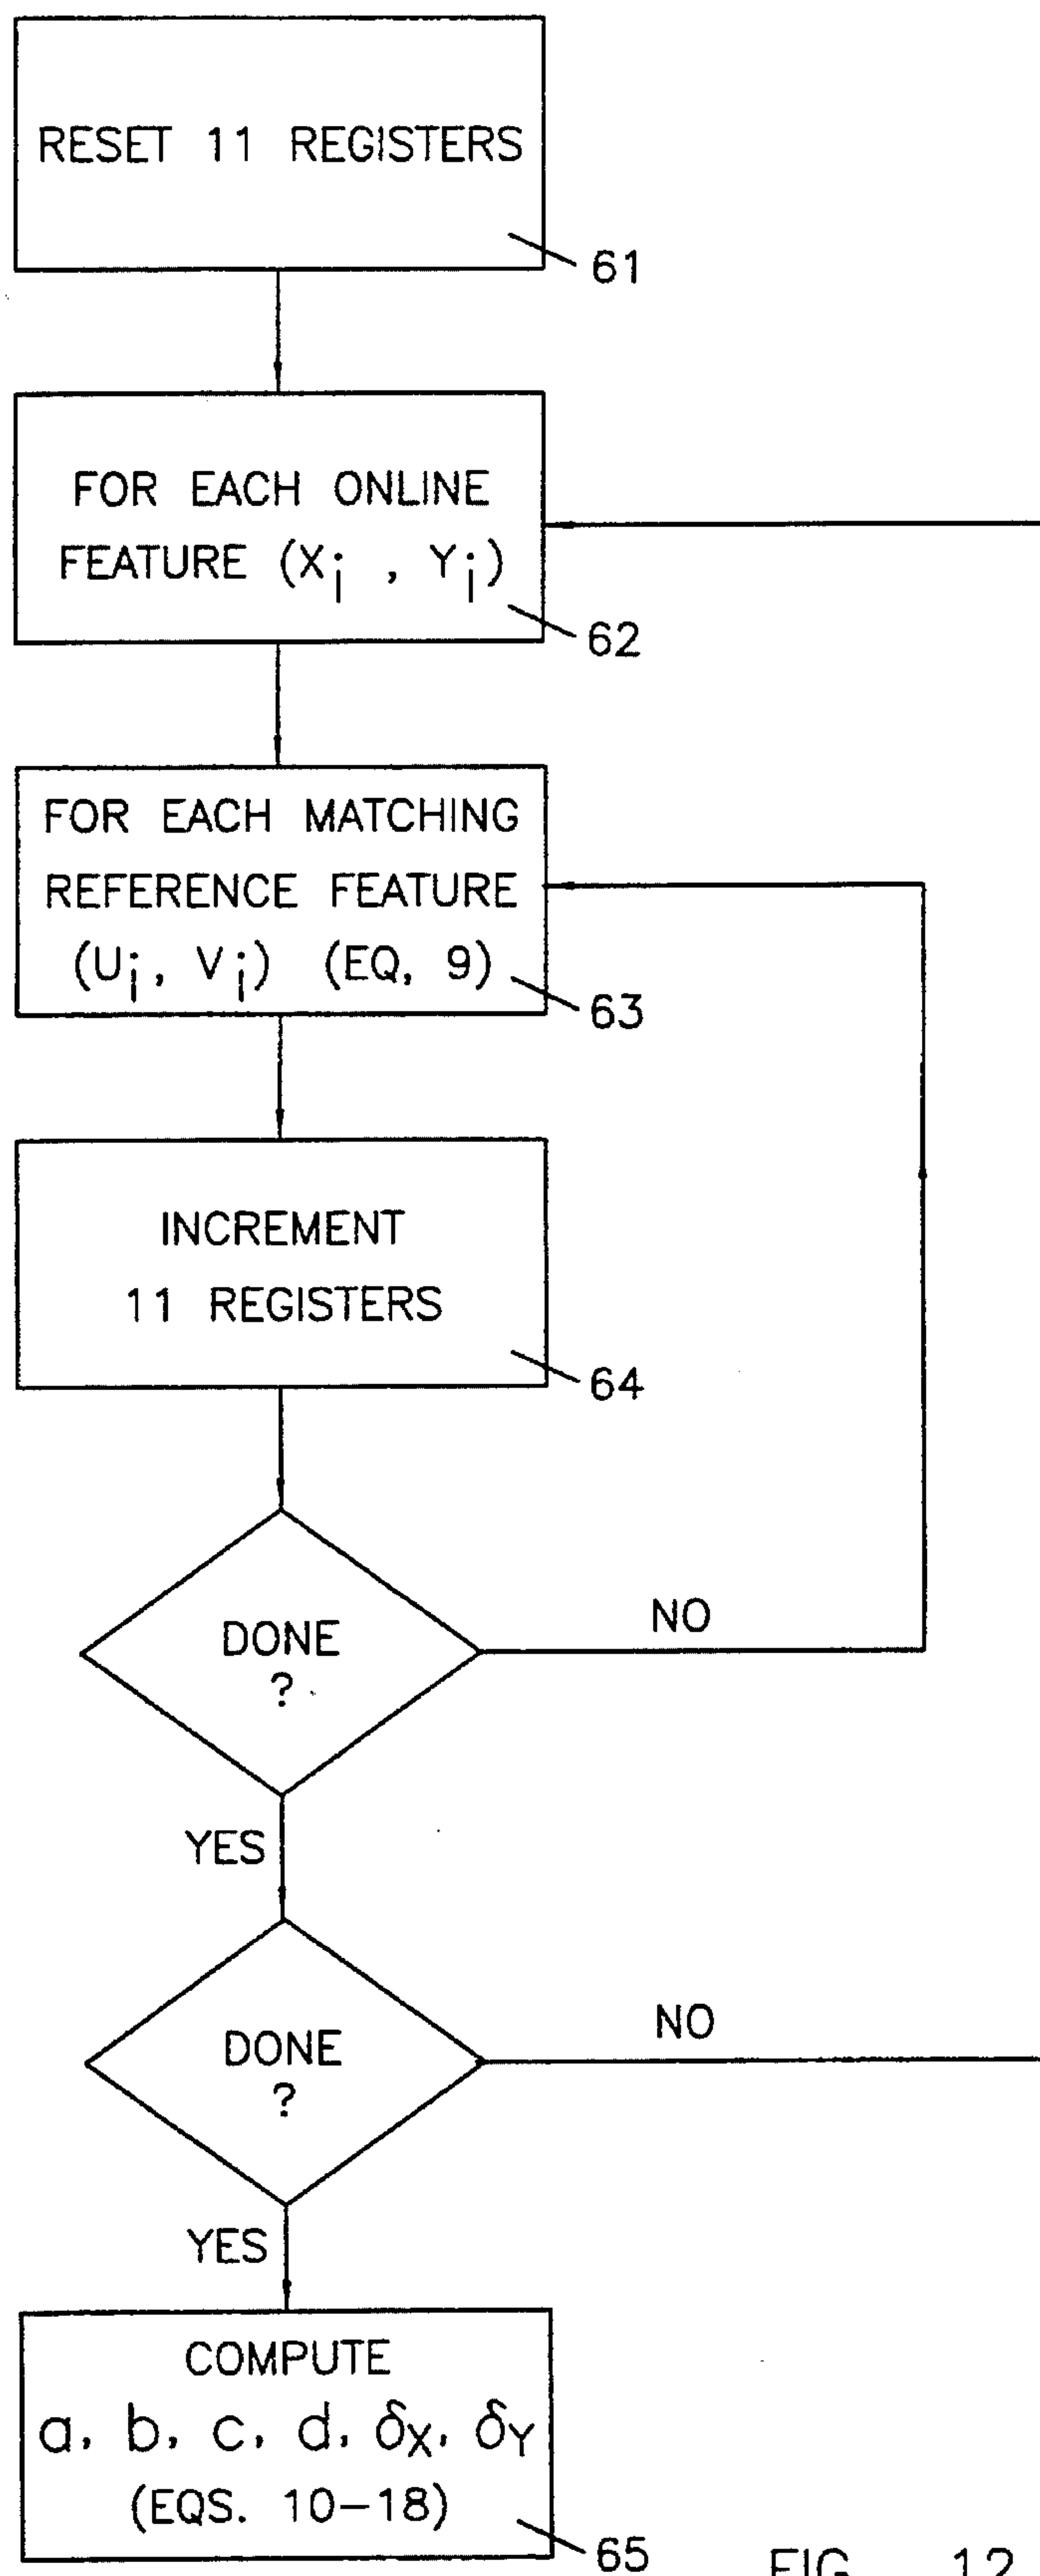 RESET 11 REGISTERS
61
FOR EACH ONLINE
FEATURE (Xi , Yi)
62
FOR EACH MATCHING
REFERENCE FEATURE
(Ui, Vi) (EQ, 9)
63
INCREMENT
11 REGISTERS
64
DONE
?
NO
YES
DONE
?
NO
YES
COMPUTE
a, b, c, d, δX, δY
(EQS. 10-18)
65
FIG. 12